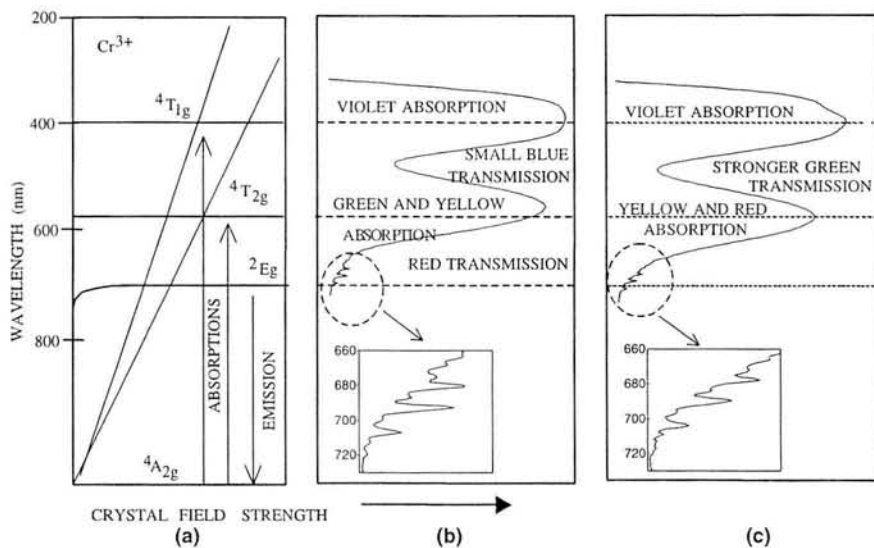 200
400
600
800
WAVELENGTH (nm)
Cr3+
4T1g
4T2g
2Eg
4A2g
ABSORPTIONS
EMISSION
CRYSTAL FIELD STRENGTH
(a)
VIOLET ABSORPTION
SMALL BLUE
TRANSMISSION
GREEN AND YELLOW
ABSORPTION
RED TRANSMISSION
660
680
700
720
(b)
VIOLET ABSORPTION
STRONGER GREEN
TRANSMISSION
YELLOW AND RED
ABSORPTION
660
680
700
720
(c)